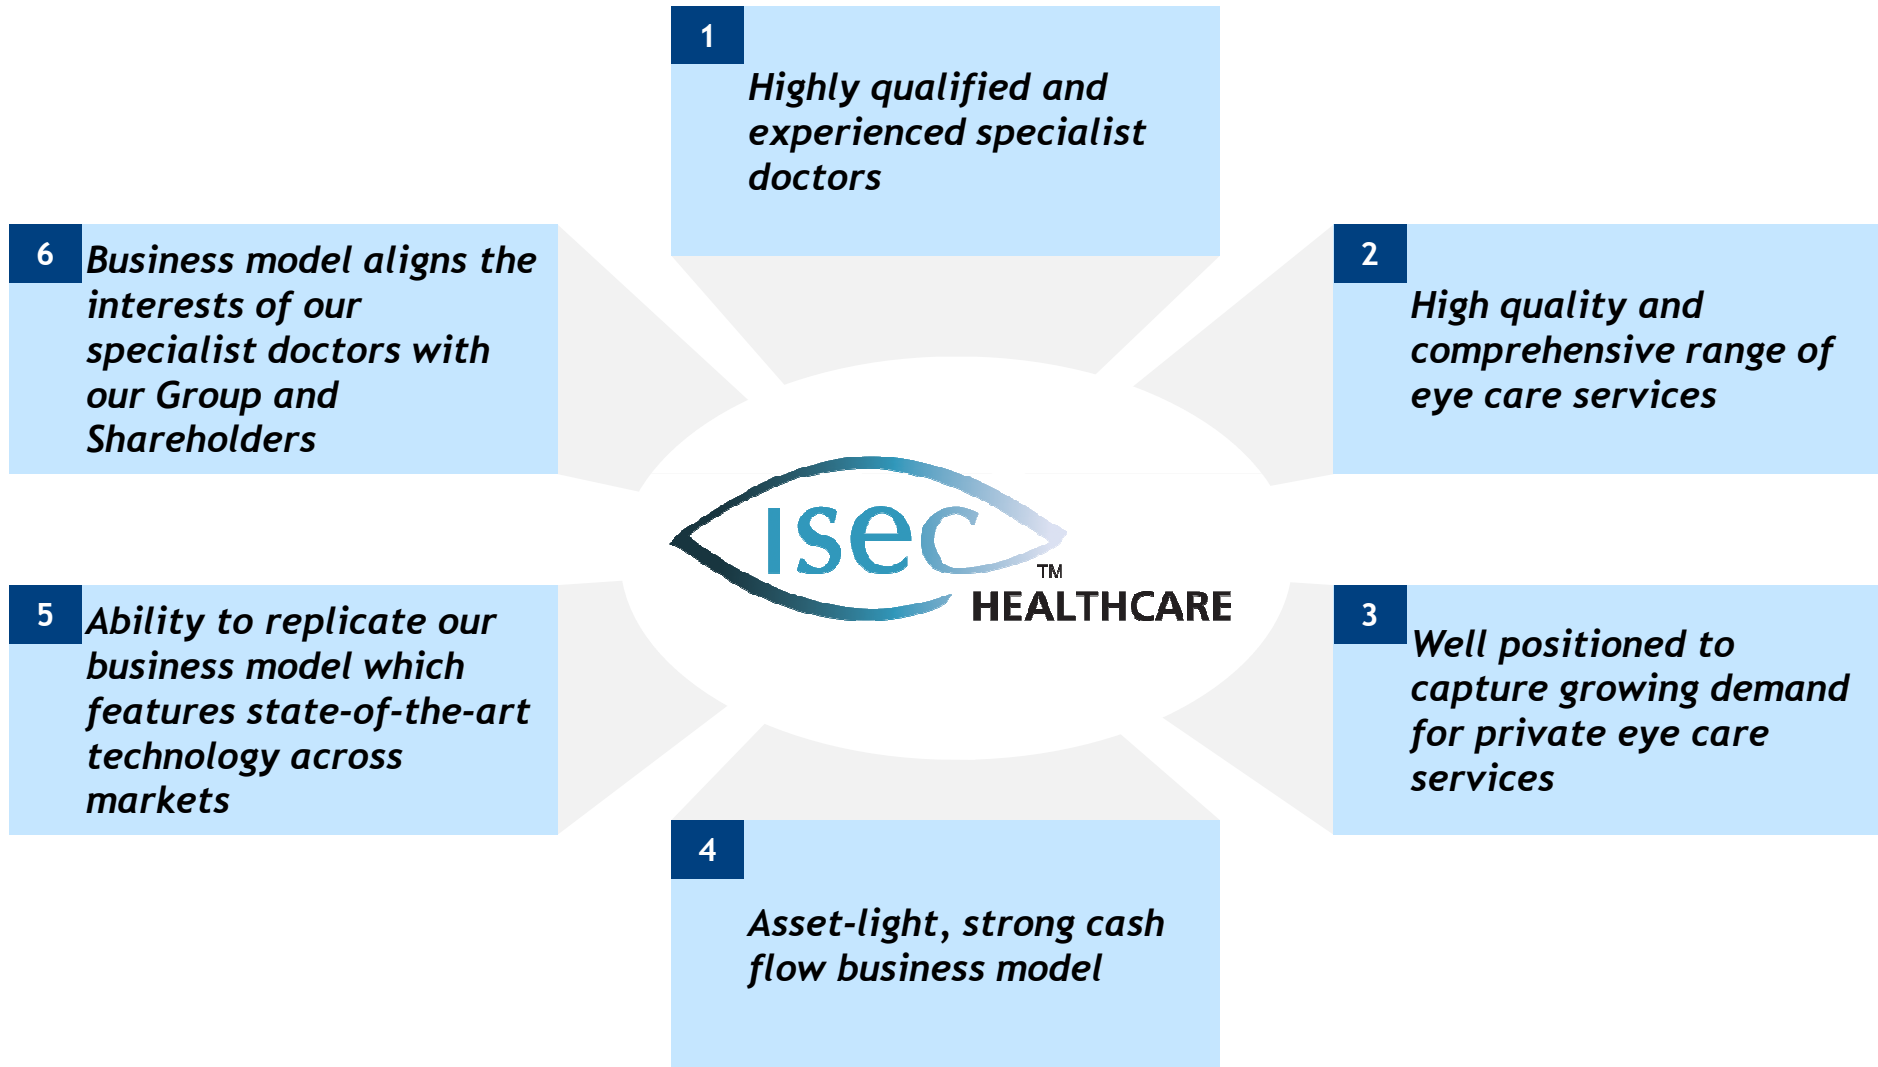 1
Highly qualified and
experienced specialist
doctors
2
High quality and
comprehensive range of
eye care services
3
Well positioned to
capture growing demand
for private eye care
services
4
Asset-light, strong cash
flow business model
5
Ability to replicate our
business model which
features state-of-the-art
technology across
markets
6
Business model aligns the
interests of our
specialist doctors with
our Group and
Shareholders
ısec
TM
HEALTHCARE